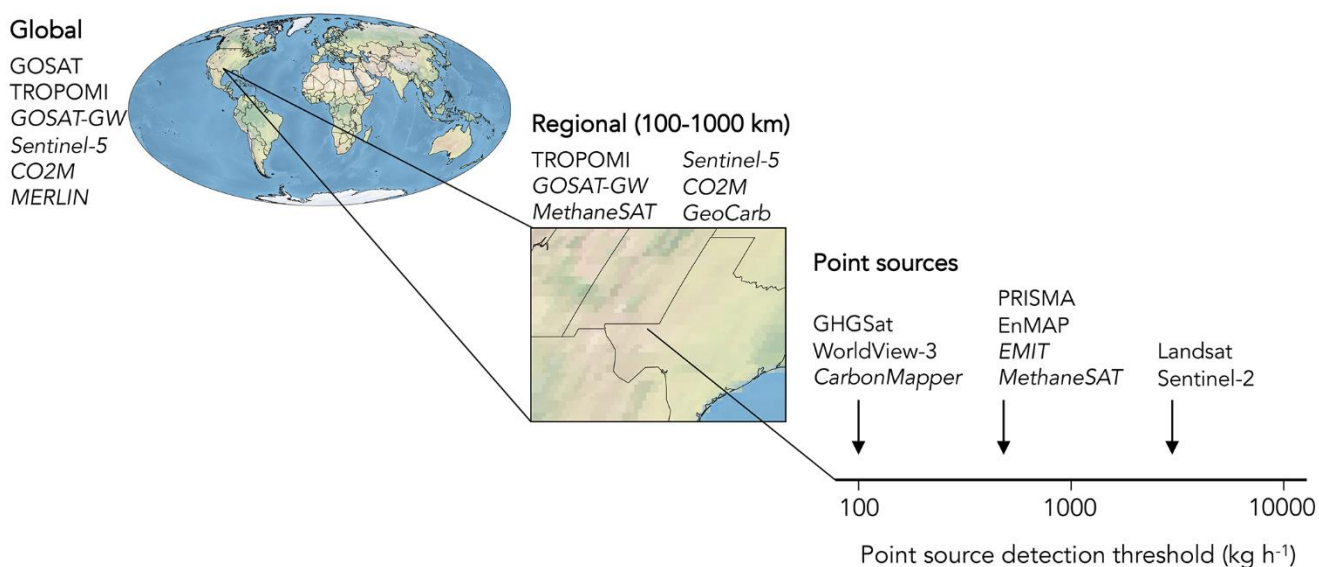 Global
GOSAT
TROPOMI
GOSAT-GW
Sentinel-5
CO2M
MERLIN
Regional (100-1000 km)
TROPOMI Sentinel-5
GOSAT-GW CO2M
MethaneSAT GeoCarb
Point sources
GHGSat
WorldView-3
CarbonMapper
PRISMA
EnMAP
EMIT
MethaneSAT
Landsat
Sentinel-2
100 1000 10000
Point source detection threshold (kg h⁻¹)